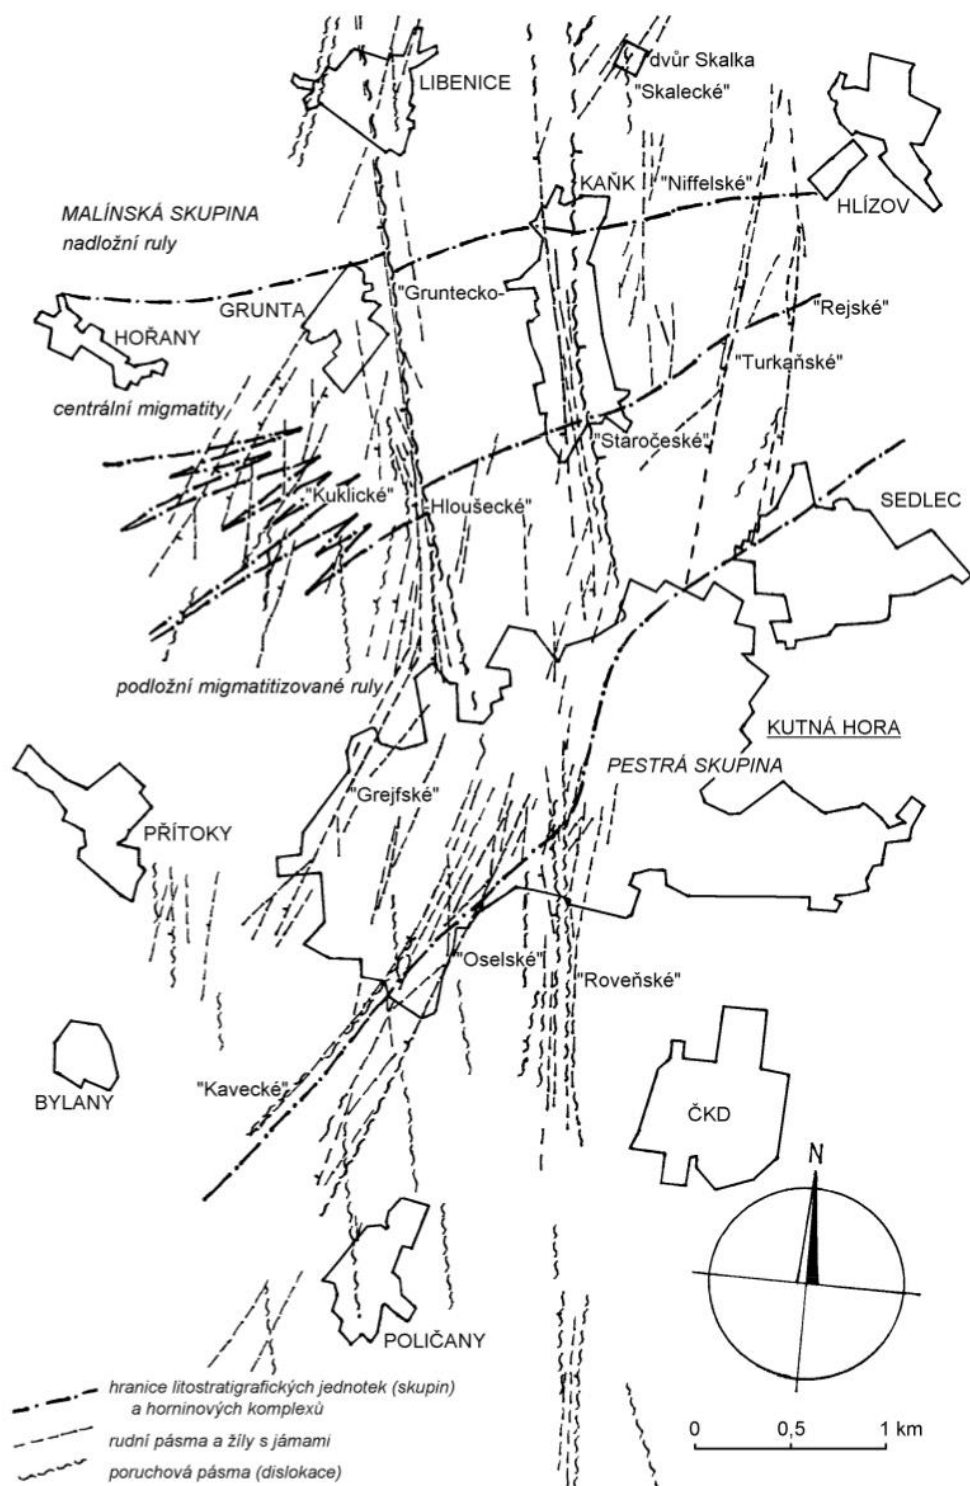 dvůr Skalka
LIBENICE
"Skalecké"
KAŇK
"Niffelské"
HLÍZOV
MALÍNSKÁ SKUPINA
nadložní ruly
"Gruntecko-
GRUNTA
"Rejské"
HOŘANY
"Turkaňské"
centrální migmatity
"Staročeské"
"Kuklické"
-Hloušecké"
SEDLEC
podložní migmatitizované ruly
KUTNÁ HORA
PESTRÁ SKUPINA
"Grejfské"
PŘÍTOKY
"Oselské"
"Roveňské"
"Kavecké"
BYLANY
ČKD
N
POLIČANY
hranice litostratigrafických jednotek (skupin)
a horninových komplexů
rudní pásma a žíly s jámami
poruchová pásma (dislokace)
0 0,5 1 km